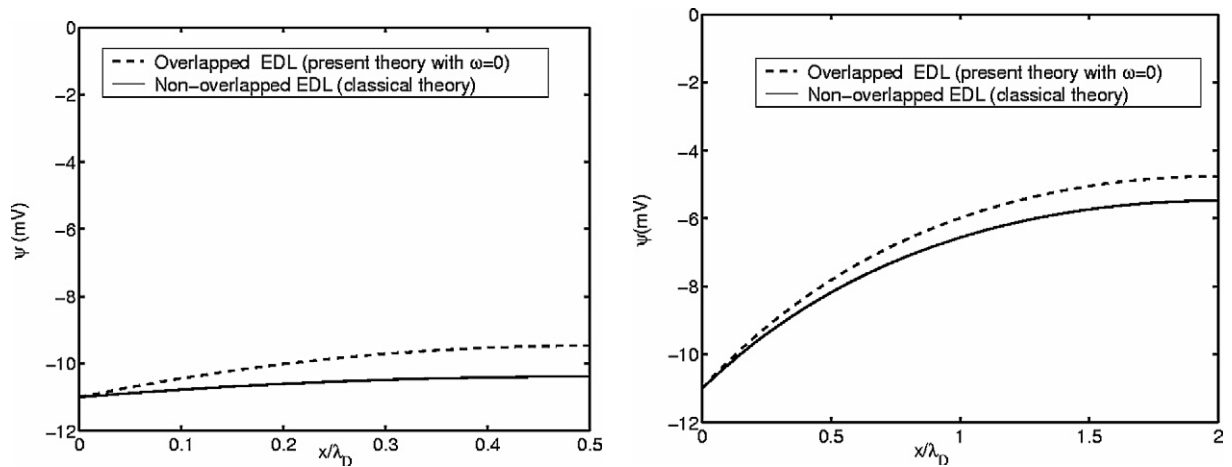 0
Overlapped EDL (present theory with ω=0)
Non−overlapped EDL (classical theory)
−2
−4
−6
−8
−10
−12
ψ (mV)
0 0.1 0.2 0.3 0.4 0.5
x/λD
0
Overlapped EDL (present theory with ω=0)
Non−overlapped EDL (classical theory)
−2
−4
−6
−8
−10
−12
ψ(mV)
0 0.5 1 1.5 2
x/λD